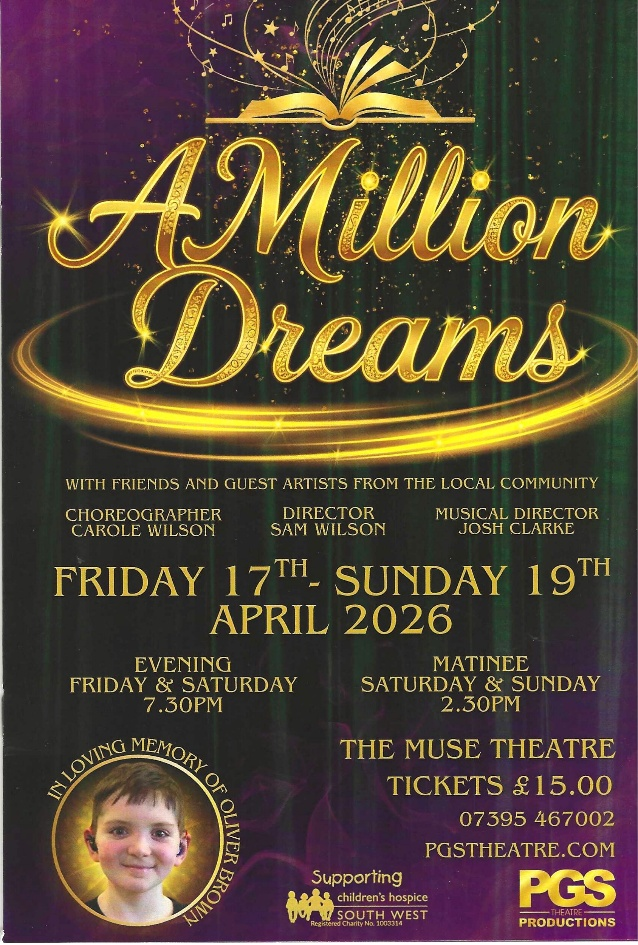 A Million
Dreams
WITH FRIENDS AND GUEST ARTISTS FROM THE LOCAL COMMUNITY
CHOREOGRAPHER
CAROLE WILSON
DIRECTOR
SAM WILSON
MUSICAL DIRECTOR
JOSH CLARKE
FRIDAY 17TH- SUNDAY 19TH
APRIL 2026
EVENING
FRIDAY & SATURDAY
7.30PM
MATINEE
SATURDAY & SUNDAY
2.30PM
IN LOVING MEMORY OF OLIVER BROWN
THE MUSE THEATRE
TICKETS £15.00
07395 467002
PGSTHEATRE.COM
Supporting
children's hospice
SOUTH WEST
Registered Charity No. 1003314
PGS
THEATRE
PRODUCTIONS